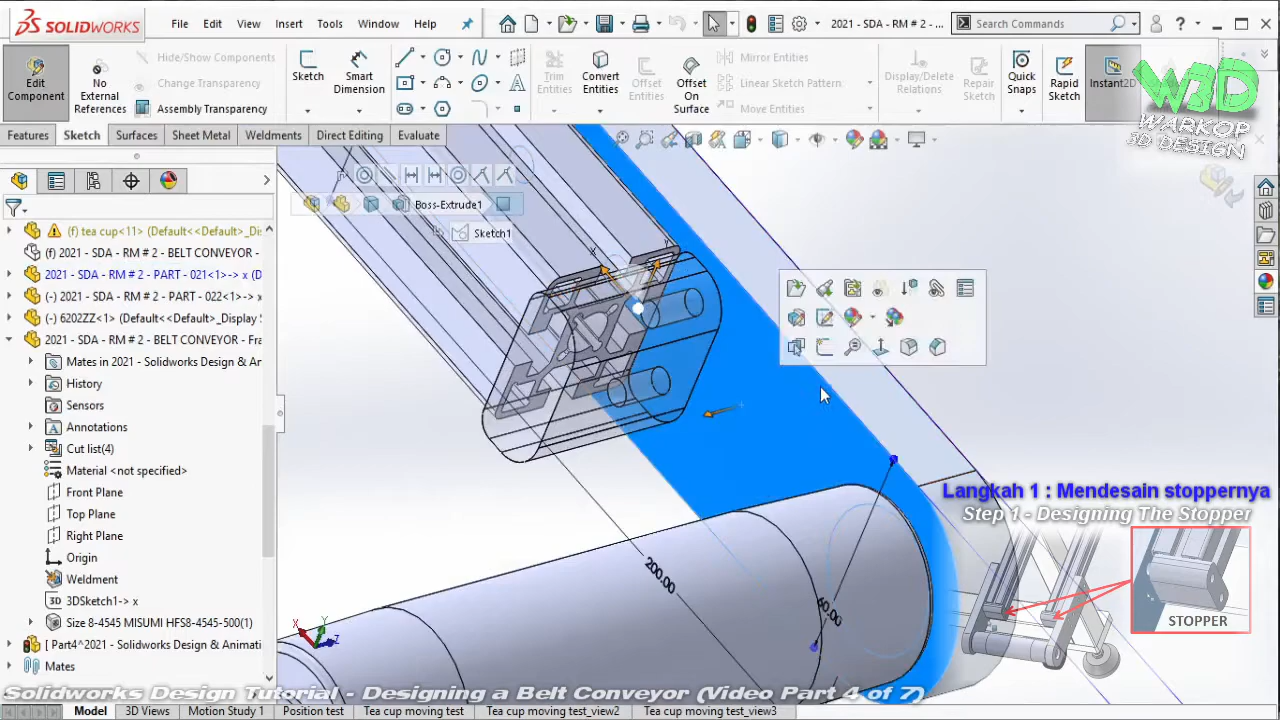 SOLIDWORKS File Edit View Insert Tools Window Help 2021 - SDA - RM # 2 - ... Search Commands ?
Edit Component
No External References
Hide/Show Components
Change Transparency
Assembly Transparency
Sketch
Smart Dimension
Trim Entities
Convert Entities
Offset Entities
Offset On Surface
Mirror Entities
Linear Sketch Pattern
Move Entities
Display/Delete Relations
Repair Sketch
Quick Snaps
Rapid Sketch
Instant2D
W3D
WARKOP
3D DESIGN
Features Sketch Surfaces Sheet Metal Weldments Direct Editing Evaluate
Boss-Extrude1
Sketch1
(f) tea cup<11> (Default<Default>_Dis
(f) 2021 - SDA - RM # 2 - BELT CONVEYOR -
2021 - SDA - RM # 2 - PART - 021<1>-> x (D
(-) 2021 - SDA - RM # 2 - PART - 022<1>-> x
(-) 6202ZZ<1> (Default<Default>_Display S
2021 - SDA - RM # 2 - BELT CONVEYOR - Fra
Mates in 2021 - Solidworks Design & Ani
History
Sensors
Annotations
Cut list(4)
Material <not specified>
Front Plane
Top Plane
Right Plane
Origin
Weldment
3D 3DSketch1-> x
Size 8-4545 MISUMI HFS8-4545-500(1)
[ Part4^2021 - Solidworks Design & Animati
Mates
X
Y
200.00
60.00
X Y Z
Langkah 1 : Mendesain stoppernya
Step 1 - Designing The Stopper
STOPPER
Solidworks Design Tutorial - Designing a Belt Conveyor (Video Part 4 of 7)
Model 3D Views Motion Study 1 Position test Tea cup moving test Tea cup moving test_view2 Tea cup moving test_view3